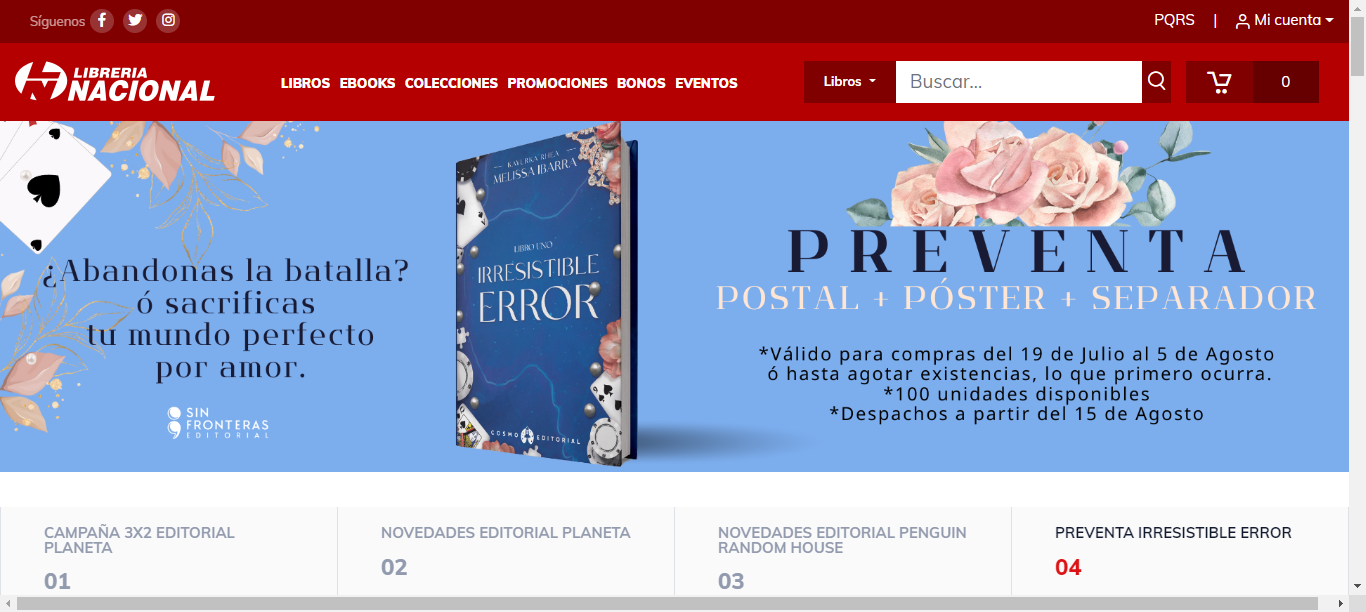 Síguenos
PQRS | Mi cuenta
LIBRERIA
NACIONAL
LIBROS EBOOKS COLECCIONES PROMOCIONES BONOS EVENTOS
Libros
Buscar...
0
¿Abandonas la batalla?
ó sacrificas
tu mundo perfecto
por amor.
SIN
FRONTERAS
EDITORIAL
MELISSA IBARRA
LIBRO UNO
IRRESISTIBLE
ERROR
COSMO EDITORIAL
PREVENTA
POSTAL + PÓSTER + SEPARADOR
*Válido para compras del 19 de Julio al 5 de Agosto
ó hasta agotar existencias, lo que primero ocurra.
*100 unidades disponibles
*Despachos a partir del 15 de Agosto
CAMPAÑA 3X2 EDITORIAL
PLANETA
01
NOVEDADES EDITORIAL PLANETA
02
NOVEDADES EDITORIAL PENGUIN
RANDOM HOUSE
03
PREVENTA IRRESISTIBLE ERROR
04